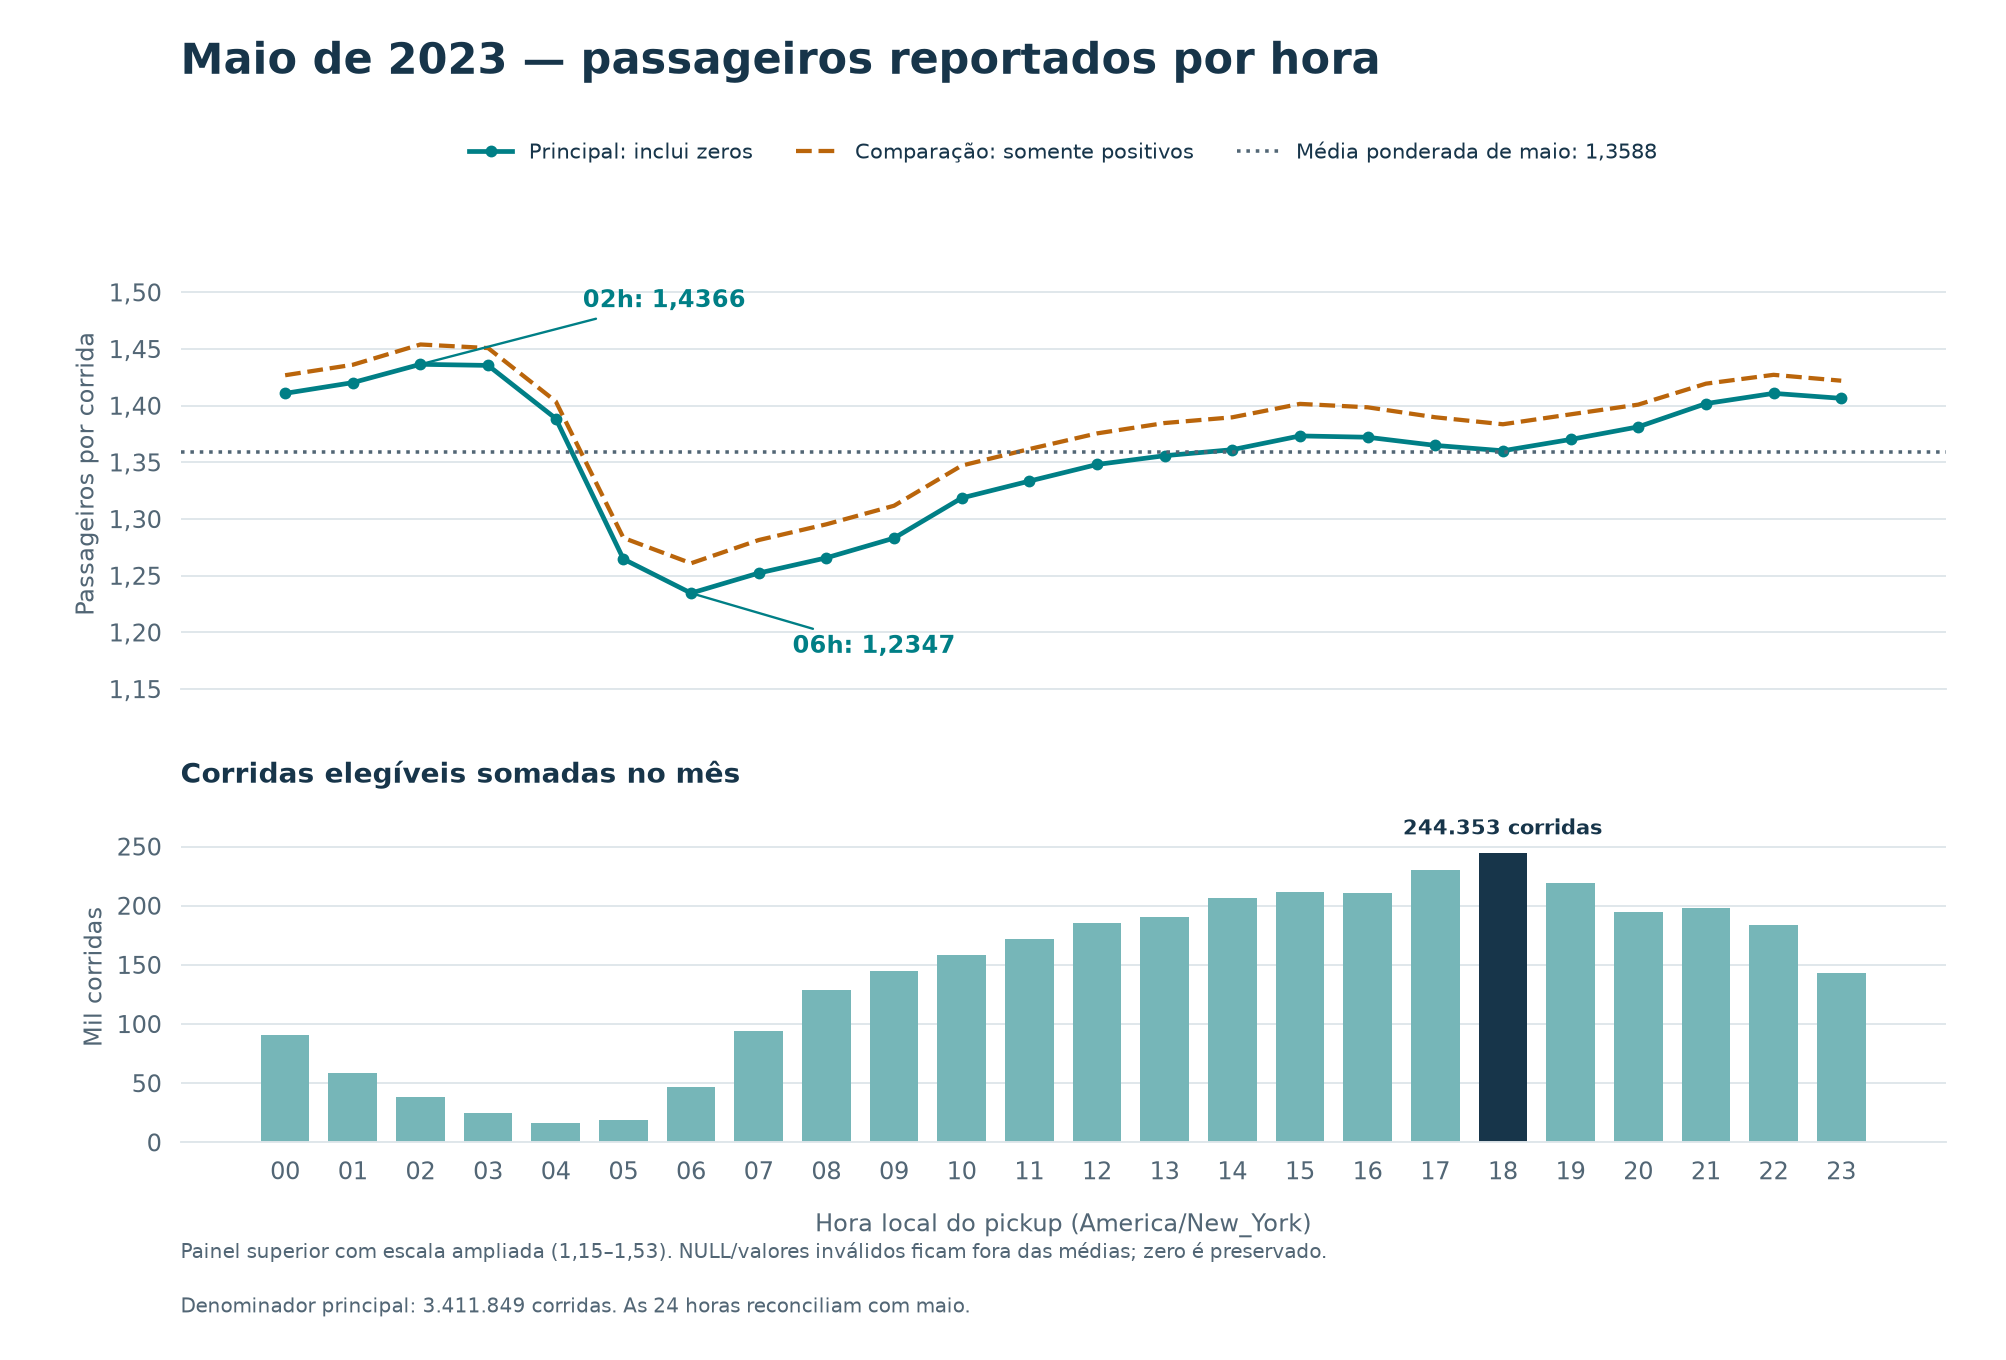 Maio de 2023 — passageiros reportados por hora
Principal: inclui zeros
Comparação: somente positivos
Média ponderada de maio: 1,3588
Passageiros por corrida
1,50
1,45
1,40
1,35
1,30
1,25
1,20
1,15
02h: 1,4366
06h: 1,2347
Corridas elegíveis somadas no mês
244.353 corridas
Mil corridas
250
200
150
100
50
0
00 01 02 03 04 05 06 07 08 09 10 11 12 13 14 15 16 17 18 19 20 21 22 23
Hora local do pickup (America/New_York)
Painel superior com escala ampliada (1,15–1,53). NULL/valores inválidos ficam fora das médias; zero é preservado.
Denominador principal: 3.411.849 corridas. As 24 horas reconciliam com maio.